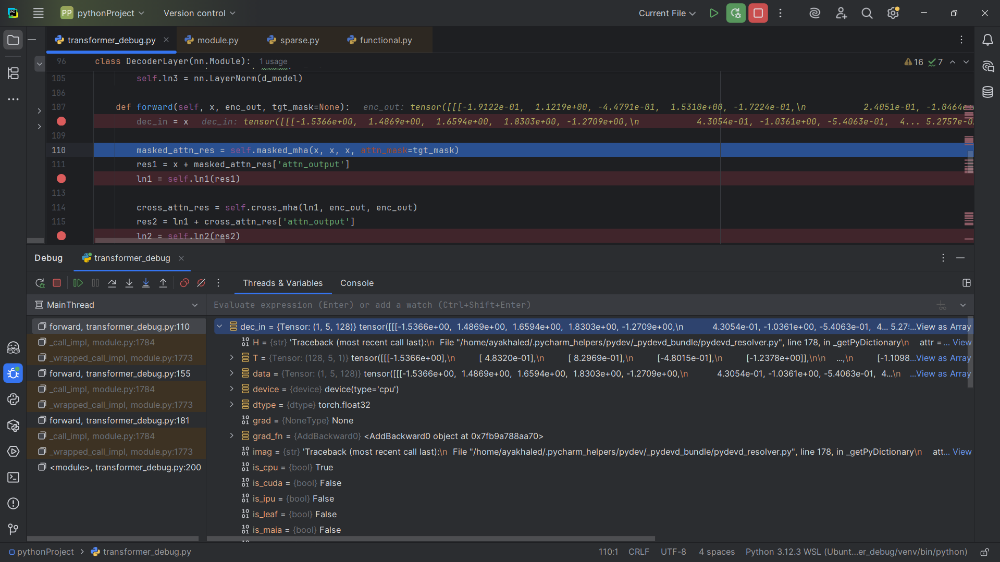 PP pythonProject Version control Current File
transformer_debug.py module.py sparse.py functional.py
96 class DecoderLayer(nn.Module): 1 usage 16 7
105 self.ln3 = nn.LayerNorm(d_model)
106
107 def forward(self, x, enc_out, tgt_mask=None): enc_out: tensor([[[-1.9122e-01, 1.1219e+00, -4.4791e-01, 1.5310e+00, -1.7224e-01,\n 2.4051e-01, -1.0464e
dec_in = x dec_in: tensor([[[-1.5366e+00, 1.4869e+00, 1.6594e+00, 1.8303e+00, -1.2709e+00,\n 4.3054e-01, -1.0361e+00, -5.4063e-01, 4... 5.2757e-0
109
110 masked_attn_res = self.masked_mha(x, x, x, attn_mask=tgt_mask)
111 res1 = x + masked_attn_res['attn_output']
ln1 = self.ln1(res1)
113
114 cross_attn_res = self.cross_mha(ln1, enc_out, enc_out)
115 res2 = ln1 + cross_attn_res['attn_output']
ln2 = self.ln2(res2)
Debug transformer_debug
Threads & Variables Console
MainThread Evaluate expression (Enter) or add a watch (Ctrl+Shift+Enter)
forward, transformer_debug.py:110
_call_impl, module.py:1784
_wrapped_call_impl, module.py:1773
forward, transformer_debug.py:155
_call_impl, module.py:1784
_wrapped_call_impl, module.py:1773
forward, transformer_debug.py:181
_call_impl, module.py:1784
_wrapped_call_impl, module.py:1773
<module>, transformer_debug.py:200
dec_in = {Tensor: (1, 5, 128)} tensor([[[-1.5366e+00, 1.4869e+00, 1.6594e+00, 1.8303e+00, -1.2709e+00,\n 4.3054e-01, -1.0361e+00, -5.4063e-01, 4... 5.275...View as Array
H = {str} 'Traceback (most recent call last):\n File "/home/ayakhaled/.pycharm_helpers/pydev/_pydevd_bundle/pydevd_resolver.py", line 178, in _getPyDictionary\n attr =... View
T = {Tensor: (128, 5, 1)} tensor([[[-1.5366e+00],\n [ 4.8320e-01],\n [ 8.2969e-01],\n [-4.8015e-01],\n [-1.2378e+00]],\n\n ...,\n [-1.1098...View as Array
data = {Tensor: (1, 5, 128)} tensor([[[-1.5366e+00, 1.4869e+00, 1.6594e+00, 1.8303e+00, -1.2709e+00,\n 4.3054e-01, -1.0361e+00, -5.4063e-01, 4...\n ...View as Array
device = {device} device(type='cpu')
dtype = {dtype} torch.float32
grad = {NoneType} None
grad_fn = {AddBackward0} <AddBackward0 object at 0x7fb9a788aa70>
imag = {str} 'Traceback (most recent call last):\n File "/home/ayakhaled/.pycharm_helpers/pydev/_pydevd_bundle/pydevd_resolver.py", line 178, in _getPyDictionary\n att... View
is_cpu = {bool} True
is_cuda = {bool} False
is_ipu = {bool} False
is_leaf = {bool} False
is_maia = {bool} False
pythonProject > transformer_debug.py 110:1 CRLF UTF-8 4 spaces Python 3.12.3 WSL (Ubunt...er_debug/venv/bin/python)